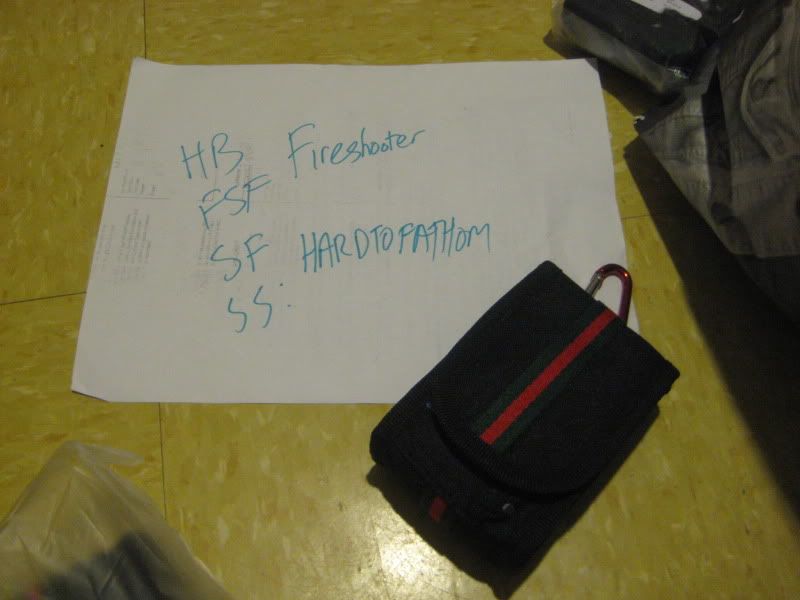 HB Fireshooter
FSF
SF HARDTOFATHOM
SS: